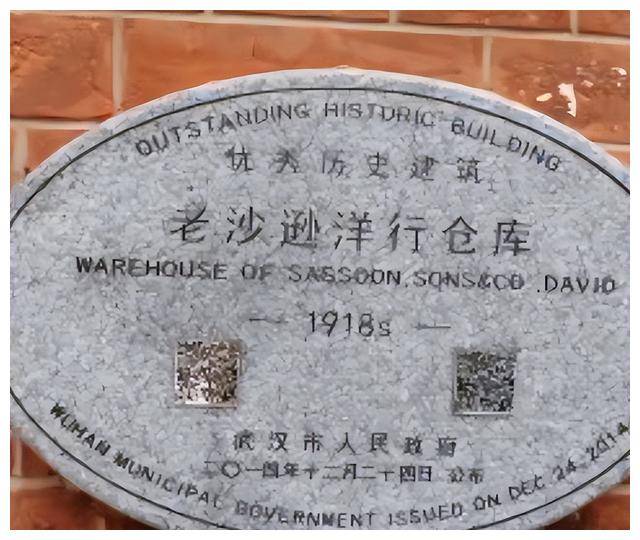 OUTSTANDING HISTORIC BUILDING
优秀历史建筑
老沙逊洋行仓库
WAREHOUSE OF SASSOON,SONS&CO .DAVID
— 1918s —
武汉市人民政府
二〇一四年十二月二十四日 公布
WUHAN MUNICIPAL GOVERNMENT ISSUED ON DEC 24, 2014